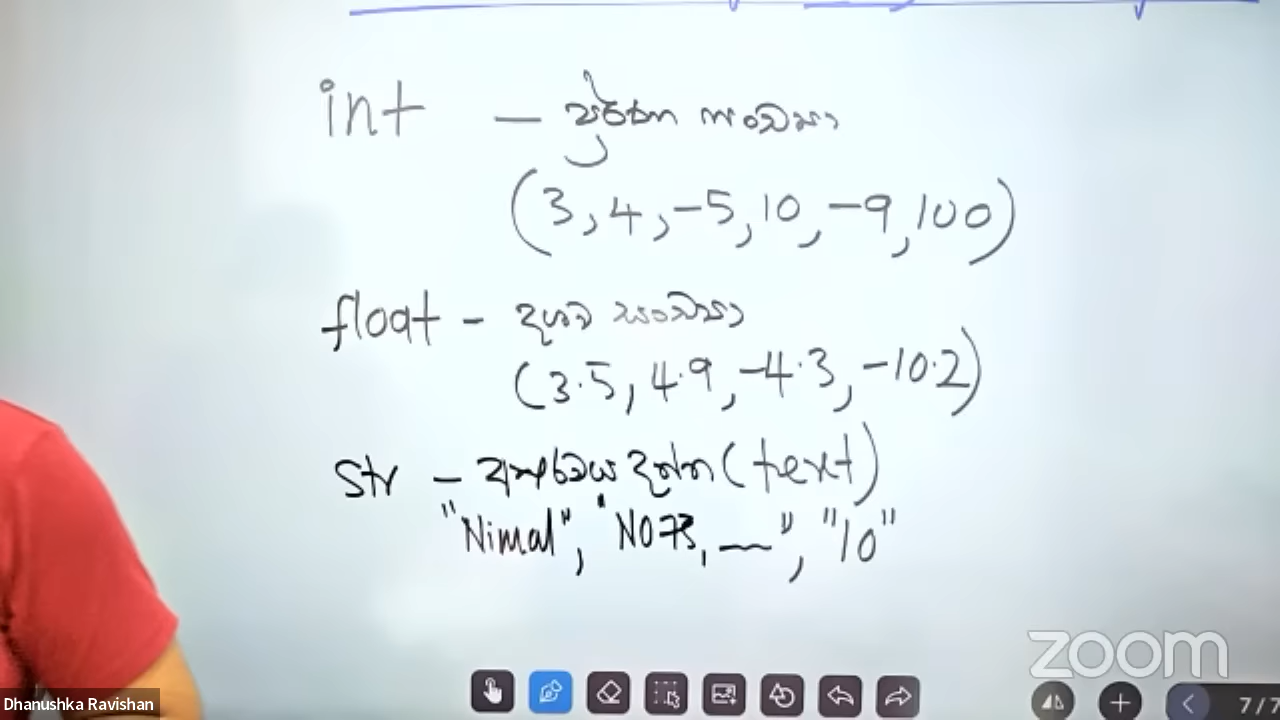 int — පූර්ණ සංඛ්‍යා
(3, 4, -5, 10, -9, 100)
float - දශම සංඛ්‍යා
(3.5, 4.9, -4.3, -10.2)
str - දත්ත (text)
"Nimal", "NO73, —", "10"
zoom
Dhanushka Ravishan
7/7